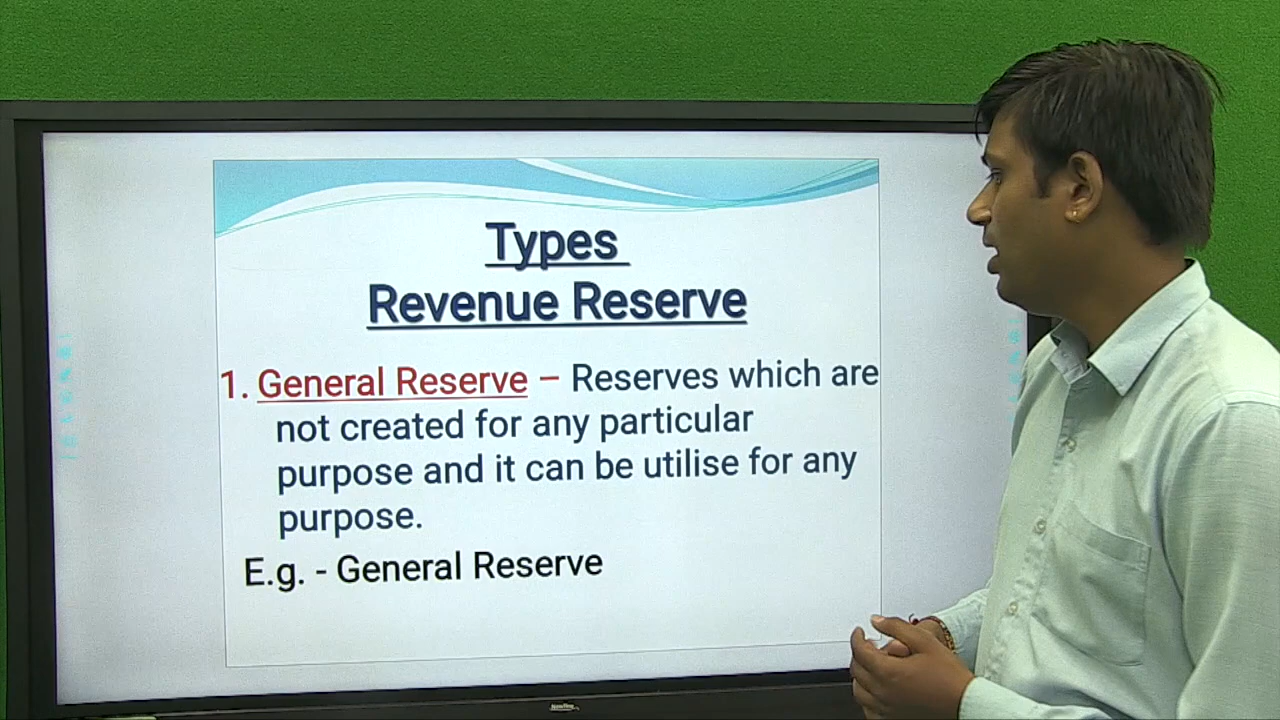 Types
Revenue Reserve
1. General Reserve – Reserves which are
not created for any particular
purpose and it can be utilise for any
purpose.
E.g. - General Reserve